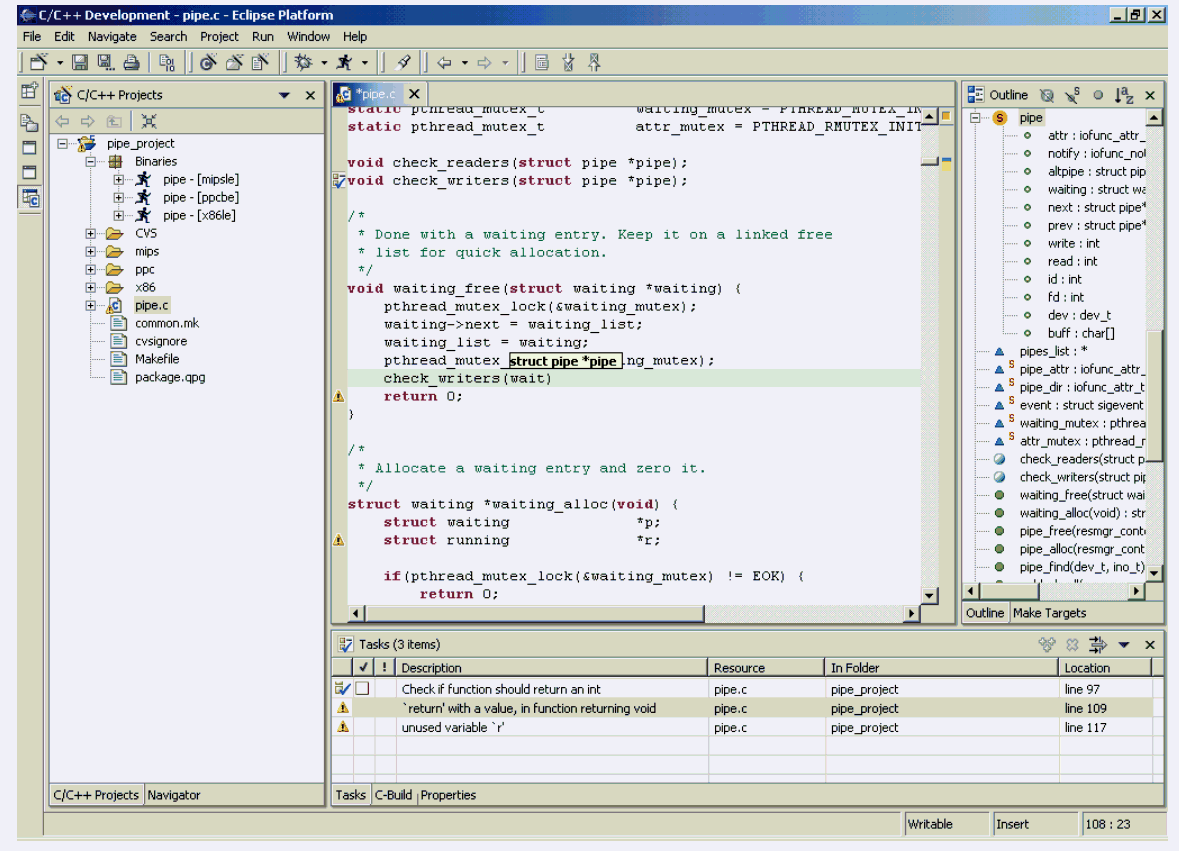 C/C++ Development - pipe.c - Eclipse Platform
File Edit Navigate Search Project Run Window Help
C/C++ Projects
pipe_project
Binaries
pipe - [mipsle]
pipe - [ppcbe]
pipe - [x86le]
CVS
mips
ppc
x86
pipe.c
common.mk
cvsignore
Makefile
package.qpg
C/C++ Projects Navigator
*pipe.c
static pthread_mutex_t waiting_mutex = PTHREAD_MUTEX_IN
static pthread_mutex_t attr_mutex = PTHREAD_RMUTEX_INIT
void check_readers(struct pipe *pipe);
void check_writers(struct pipe *pipe);
/*
* Done with a waiting entry. Keep it on a linked free
* list for quick allocation.
*/
void waiting_free(struct waiting *waiting) {
pthread_mutex_lock(&waiting_mutex);
waiting->next = waiting_list;
waiting_list = waiting;
pthread_mutex_ struct pipe *pipe ng_mutex);
check_writers(wait)
return 0;
}
/*
* Allocate a waiting entry and zero it.
*/
struct waiting *waiting_alloc(void) {
struct waiting *p;
struct running *r;
if(pthread_mutex_lock(&waiting_mutex) != EOK) {
return 0;
Outline
pipe
attr : iofunc_attr_
notify : iofunc_not
altpipe : struct pip
waiting : struct wa
next : struct pipe*
prev : struct pipe*
write : int
read : int
id : int
fd : int
dev : dev_t
buff : char[]
pipes_list : *
pipe_attr : iofunc_attr_
pipe_dir : iofunc_attr_t
event : struct sigevent
waiting_mutex : pthrea
attr_mutex : pthread_r
check_readers(struct p
check_writers(struct pip
waiting_free(struct wai
waiting_alloc(void) : str
pipe_free(resmgr_cont
pipe_alloc(resmgr_cont
pipe_find(dev_t, ino_t)
Outline Make Targets
Tasks (3 items)
! Description Resource In Folder Location
Check if function should return an int pipe.c pipe_project line 97
`return' with a value, in function returning void pipe.c pipe_project line 109
unused variable `r' pipe.c pipe_project line 117
Tasks C-Build Properties
Writable Insert 108 : 23